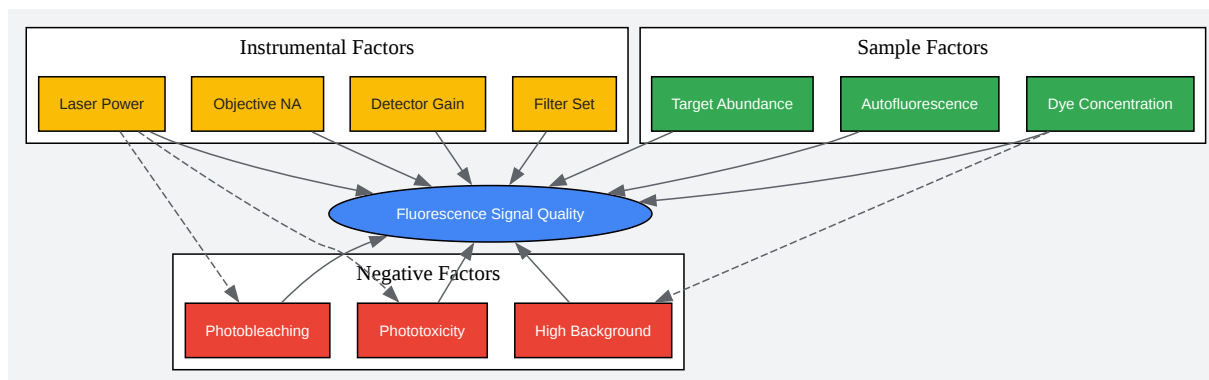 Instrumental Factors
Sample Factors
Laser Power
Objective NA
Detector Gain
Filter Set
Target Abundance
Autofluorescence
Dye Concentration
Fluorescence Signal Quality
Negative Factors
Photobleaching
Phototoxicity
High Background